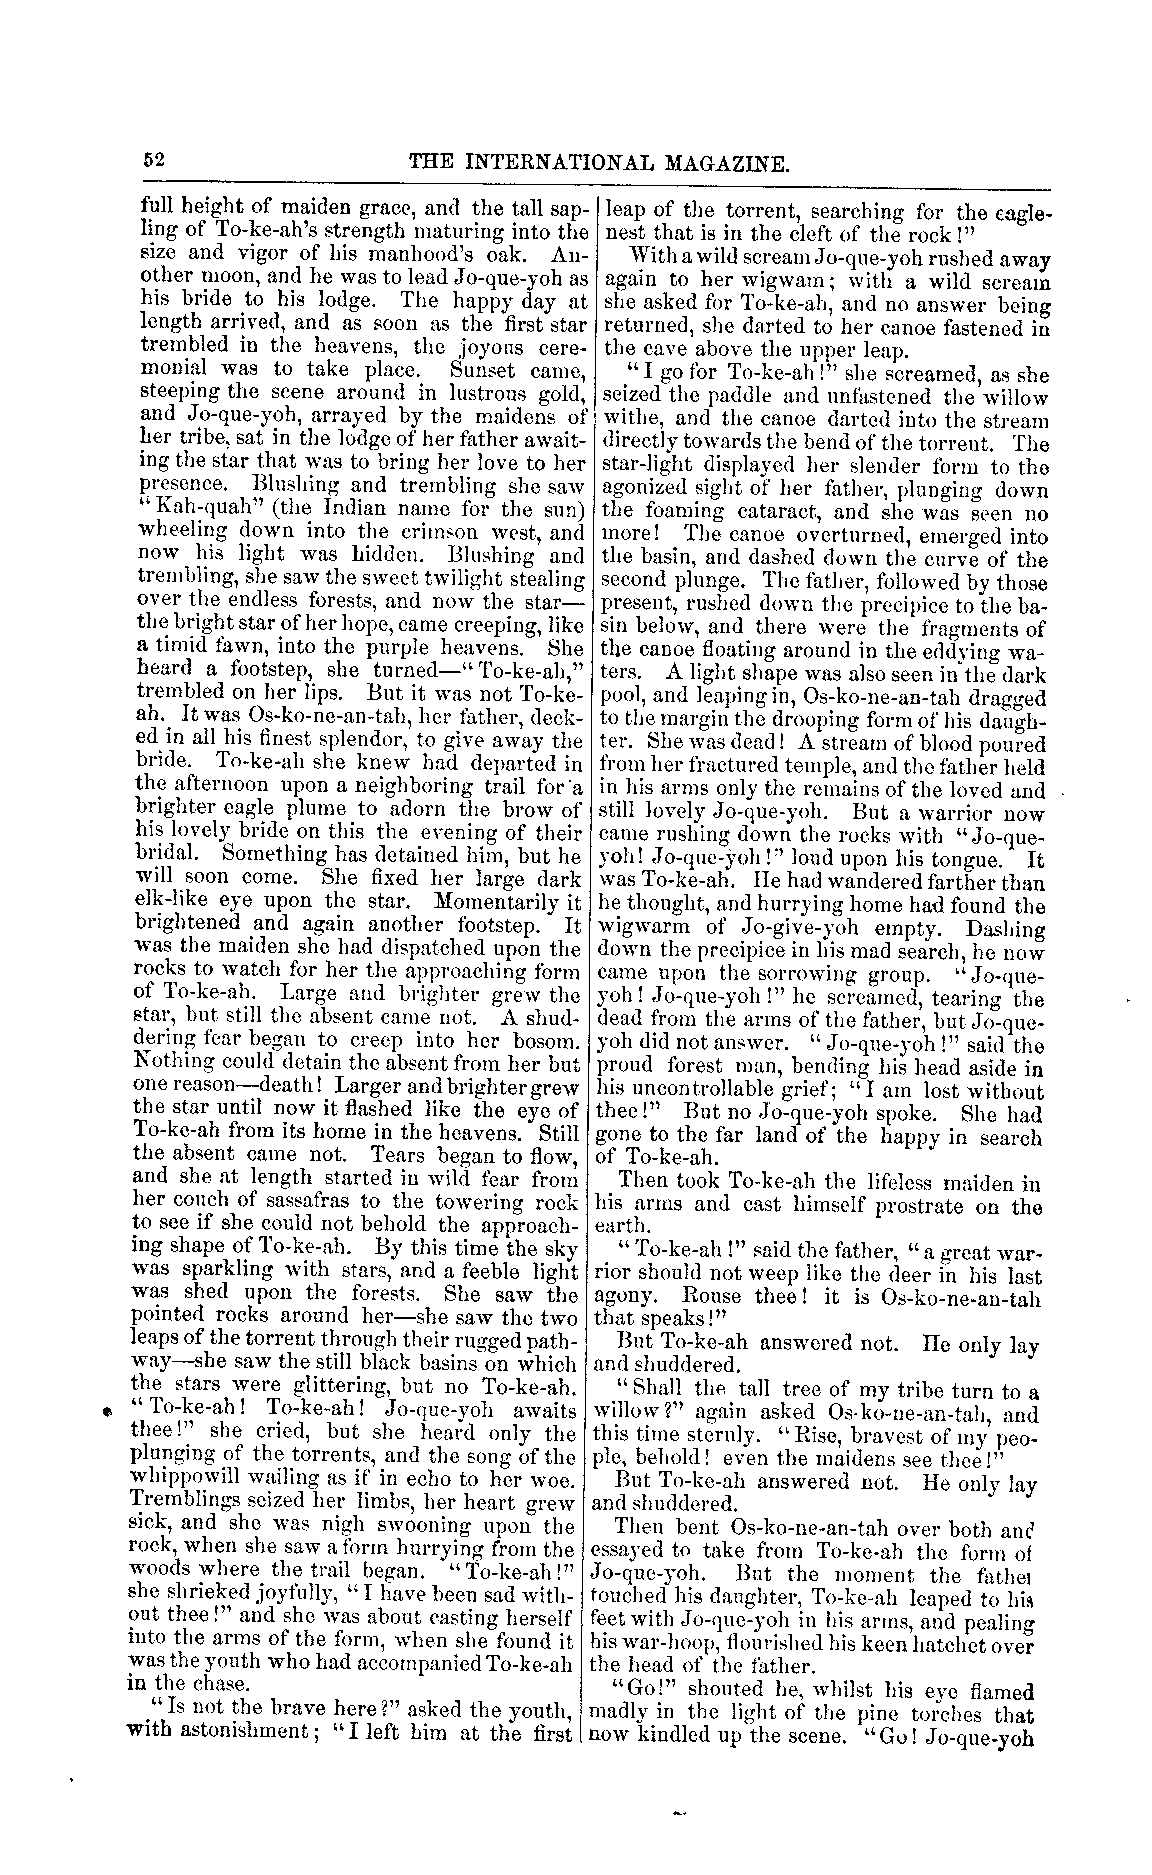 52
THE INTERNATIONAL MAGAZINE.
full height of maiden grace, and the tall sap-
ling of To-ke-ah's strength maturing into the
size and vigor of his manhood's oak. An-
other moon, and he was to lead Jo-que-yoh as
his bride to his lodge. The happy day at
length arrived, and as soon as the first star
trembled in the heavens, the joyous cere-
monial was to take place. Sunset came,
steeping the scene around in lustrous gold,
and Jo-que-yoh, arrayed by the maidens of
her tribe, sat in the lodge of her father await-
ing the star that was to bring her love to her
presence. Blushing and trembling she saw
"Kah-quah" (the Indian name for the sun)
wheeling down into the crimson west, and
now his light was hidden. Blushing and
trembling, she saw the sweet twilight stealing
over the endless forests, and now the star—
the bright star of her hope, came creeping, like
a timid fawn, into the purple heavens. She
heard a footstep, she turned—"To-ke-ah,"
trembled on her lips. But it was not To-ke-
ah. It was Os-ko-ne-an-tah, her father, deck-
ed in all his finest splendor, to give away the
bride. To-ke-ah she knew had departed in
the afternoon upon a neighboring trail for a
brighter eagle plume to adorn the brow of
his lovely bride on this the evening of their
bridal. Something has detained him, but he
will soon come. She fixed her large dark
elk-like eye upon the star. Momentarily it
brightened and again another footstep. It
was the maiden she had dispatched upon the
rocks to watch for her the approaching form
of To-ke-ah. Large and brighter grew the
star, but still the absent came not. A shud-
dering fear began to creep into her bosom.
Nothing could detain the absent from her but
one reason—death! Larger and brighter grew
the star until now it flashed like the eye of
To-ke-ah from its home in the heavens. Still
the absent came not. Tears began to flow,
and she at length started in wild fear from
her couch of sassafras to the towering rock
to see if she could not behold the approach-
ing shape of To-ke-ah. By this time the sky
was sparkling with stars, and a feeble light
was shed upon the forests. She saw the
pointed rocks around her—she saw the two
leaps of the torrent through their rugged path-
way—she saw the still black basins on which
the stars were glittering, but no To-ke-ah.
"To-ke-ah! To-ke-ah! Jo-que-yoh awaits
thee!" she cried, but she heard only the
plunging of the torrents, and the song of the
whippowill wailing as if in echo to her woe.
Tremblings seized her limbs, her heart grew
sick, and she was nigh swooning upon the
rock, when she saw a form hurrying from the
woods where the trail began. "To-ke-ah!"
she shrieked joyfully, "I have been sad with-
out thee!" and she was about casting herself
into the arms of the form, when she found it
was the youth who had accompanied To-ke-ah
in the chase.
"Is not the brave here?" asked the youth,
with astonishment; "I left him at the first
leap of the torrent, searching for the eagle-
nest that is in the cleft of the rock!"
With a wild scream Jo-que-yoh rushed away
again to her wigwam; with a wild scream
she asked for To-ke-ah, and no answer being
returned, she darted to her canoe fastened in
the cave above the upper leap.
"I go for To-ke-ah!" she screamed, as she
seized the paddle and unfastened the willow
withe, and the canoe darted into the stream
directly towards the bend of the torrent. The
star-light displayed her slender form to the
agonized sight of her father, plunging down
the foaming cataract, and she was seen no
more! The canoe overturned, emerged into
the basin, and dashed down the curve of the
second plunge. The father, followed by those
present, rushed down the precipice to the ba-
sin below, and there were the fragments of
the canoe floating around in the eddying wa-
ters. A light shape was also seen in the dark
pool, and leaping in, Os-ko-ne-an-tah dragged
to the margin the drooping form of his daugh-
ter. She was dead! A stream of blood poured
from her fractured temple, and the father held
in his arms only the remains of the loved and
still lovely Jo-que-yoh. But a warrior now
came rushing down the rocks with "Jo-que-
yoh! Jo-que-yoh!" loud upon his tongue. It
was To-ke-ah. He had wandered farther than
he thought, and hurrying home had found the
wigwarm of Jo-give-yoh empty. Dashing
down the precipice in his mad search, he now
came upon the sorrowing group. "Jo-que-
yoh! Jo-que-yoh!" he screamed, tearing the
dead from the arms of the father, but Jo-que-
yoh did not answer. "Jo-que-yoh!" said the
proud forest man, bending his head aside in
his uncontrollable grief; "I am lost without
thee!" But no Jo-que-yoh spoke. She had
gone to the far land of the happy in search
of To-ke-ah.
Then took To-ke-ah the lifeless maiden in
his arms and cast himself prostrate on the
earth.
"To-ke-ah!" said the father, "a great war-
rior should not weep like the deer in his last
agony. Rouse thee! it is Os-ko-ne-an-tah
that speaks!"
But To-ke-ah answered not. He only lay
and shuddered.
"Shall the tall tree of my tribe turn to a
willow?" again asked Os-ko-ne-an-tah, and
this time sternly. "Rise, bravest of my peo-
ple, behold! even the maidens see thee!"
But To-ke-ah answered not. He only lay
and shuddered.
Then bent Os-ko-ne-an-tah over both and
essayed to take from To-ke-ah the form of
Jo-que-yoh. But the moment the father
touched his daughter, To-ke-ah leaped to his
feet with Jo-que-yoh in his arms, and pealing
his war-hoop, flourished his keen hatchet over
the head of the father.
"Go!" shouted he, whilst his eye flamed
madly in the light of the pine torches that
now kindled up the scene. "Go! Jo-que-yoh